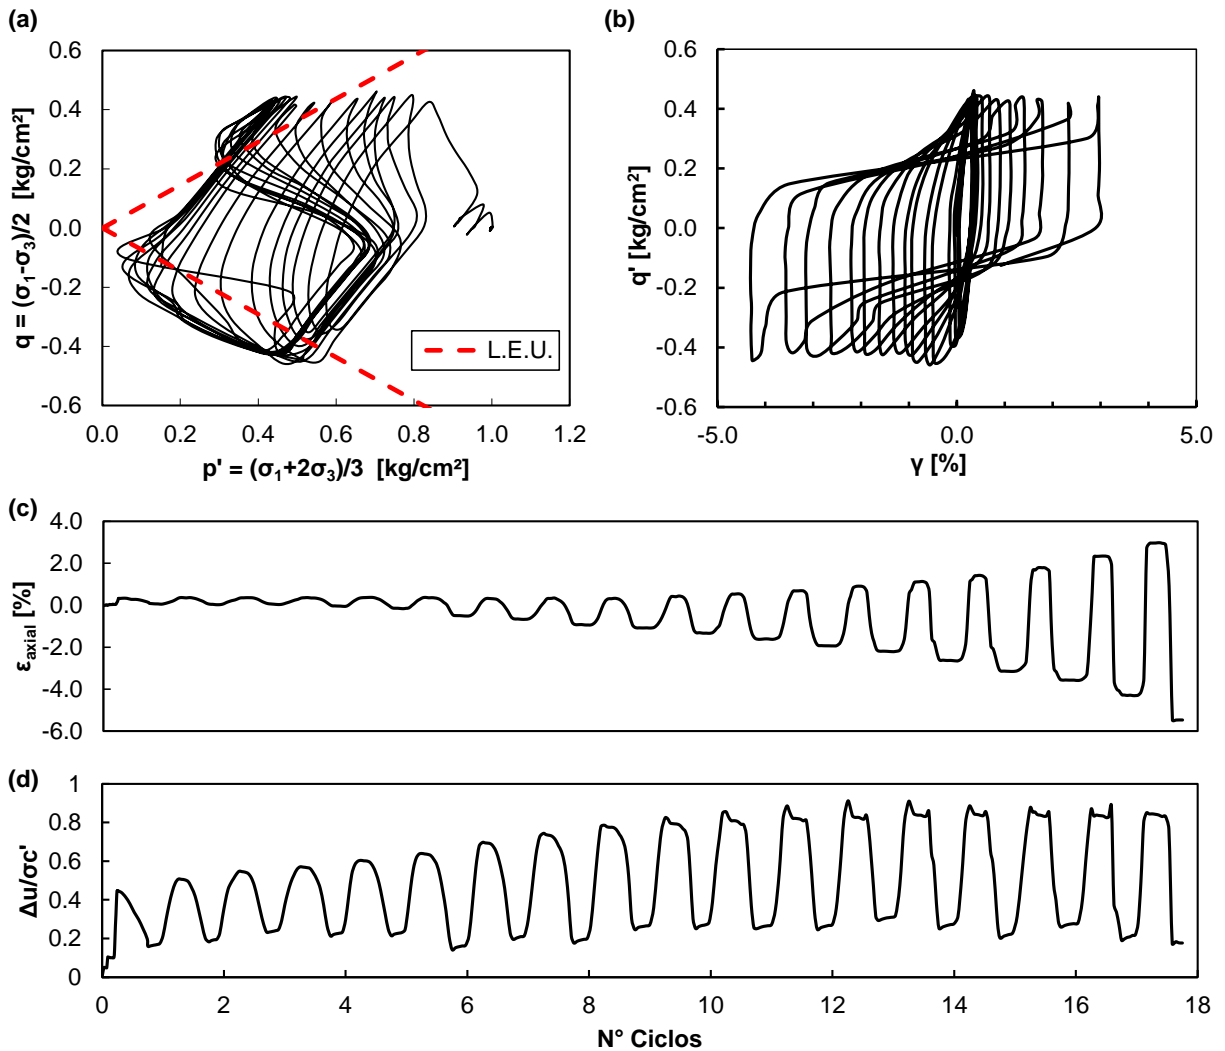 (a)
(b)
0.6
0.4
0.2
0.0
-0.2
-0.4
-0.6
q = (σ₁-σ₃)/2 [kg/cm²]
0.0 0.2 0.4 0.6 0.8 1.0 1.2
p' = (σ₁+2σ₃)/3 [kg/cm²]
L.E.U.
0.6
0.4
0.2
0.0
-0.2
-0.4
-0.6
q' [kg/cm²]
-5.0 0.0 5.0
γ [%]
(c)
4.0
2.0
0.0
-2.0
-4.0
-6.0
ε axial [%]
(d)
1
0.8
0.6
0.4
0.2
0
Δu/σc'
0 2 4 6 8 10 12 14 16 18
N° Ciclos